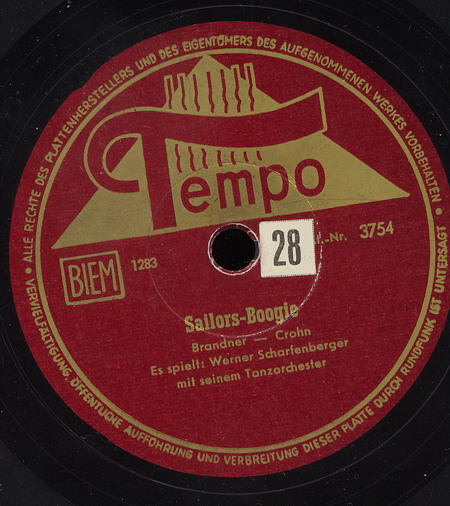 • ALLE RECHTE DES PLATTENHERSTELLERS UND DES EIGENTÜMERS DES AUFGENOMMENEN WERKES VORBEHALTEN •
VERVIELFÄLTIGUNG, ÖFFENTLICHE AUFFÜHRUNG UND VERBREITUNG DIESER PLATTE DURCH RUNDFUNK IST UNTERSAGT
Tempo
BIEM
1283
28
-Nr. 3754
Sailors-Boogie
Brandner — Crohn
Es spielt: Werner Scharfenberger
mit seinem Tanzorchester